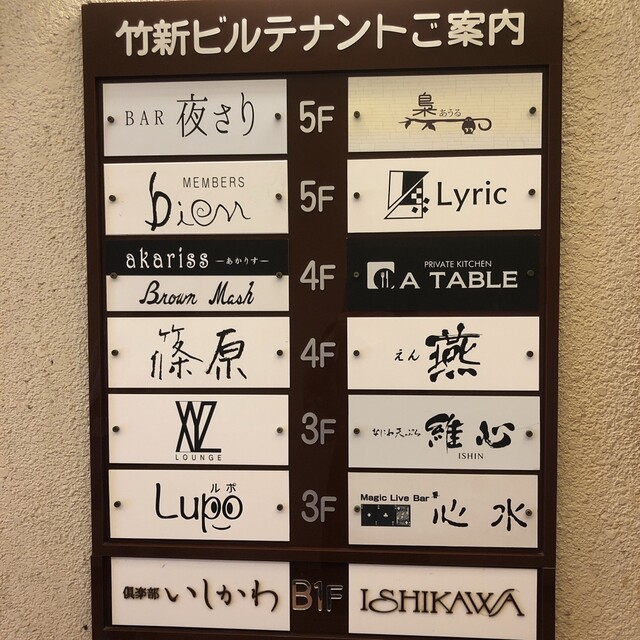 竹新ビルテナントご案内
BAR 夜さり
5F
梟
あうる
MEMBERS
bien
5F
Lyric
akariss ―あかりす―
Brown Mash
4F
PRIVATE KITCHEN
A TABLE
篠原
4F
えん 燕
XYZ
LOUNGE
3F
なにわ天ぷら 維心
ISHIN
ルポ
Lupo
3F
Magic Live Bar
心水
倶楽部 いしかわ
B1F
ISHIKAWA